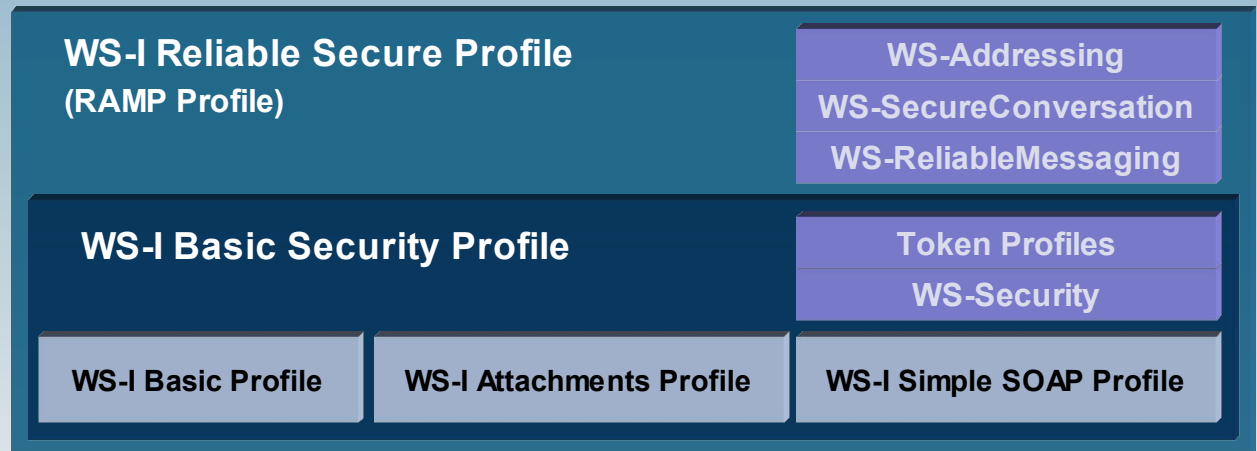 WS-I Reliable Secure Profile
(RAMP Profile)
WS-Addressing
WS-SecureConversation
WS-ReliableMessaging
WS-I Basic Security Profile
Token Profiles
WS-Security
WS-I Basic Profile
WS-I Attachments Profile
WS-I Simple SOAP Profile